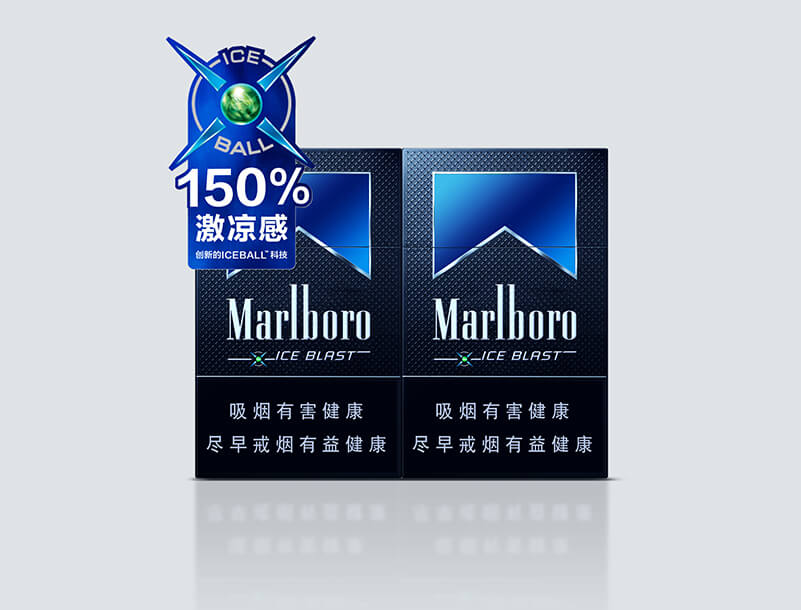 ICE
BALL
150%
激凉感
创新的ICEBALL™科技
Marlboro
ICE BLAST
吸烟有害健康
尽早戒烟有益健康
Marlboro
ICE BLAST
吸烟有害健康
尽早戒烟有益健康